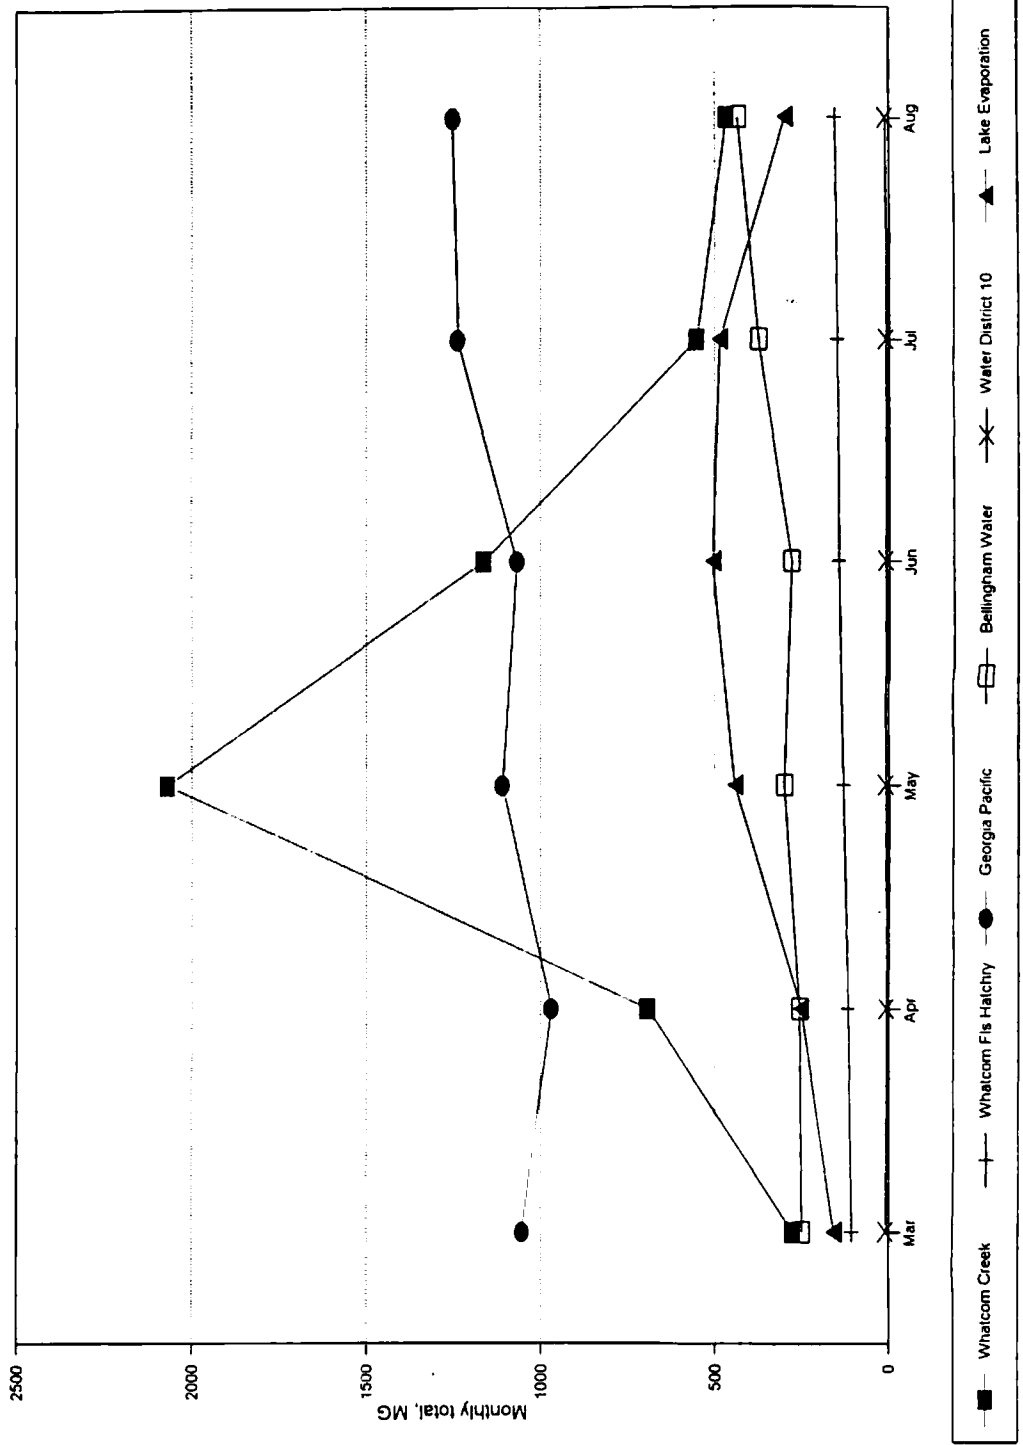 2500
2000
1500
1000
500
0
Monthly total, MG
Mar
Apr
May
Jun
Jul
Aug
Whatcom Creek
Whatcom Fls Hatchry
Georgia Pacific
Bellingham Water
Water District 10
Lake Evaporation